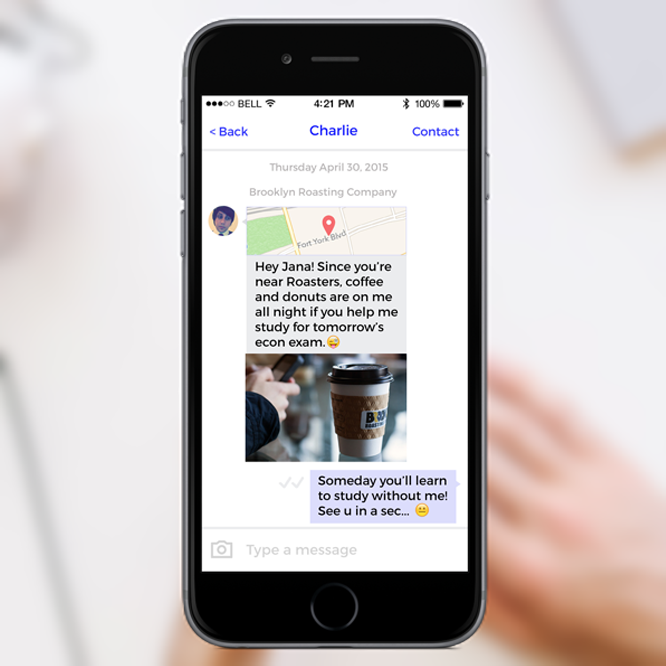 BELL 4:21 PM 100%
< Back Charlie Contact
Thursday April 30, 2015
Brooklyn Roasting Company
Fort York Blvd
Hey Jana! Since you're
near Roasters, coffee
and donuts are on me
all night if you help me
study for tomorrow's
econ exam.😜
Someday you'll learn
to study without me!
See u in a sec... 😐
Type a message